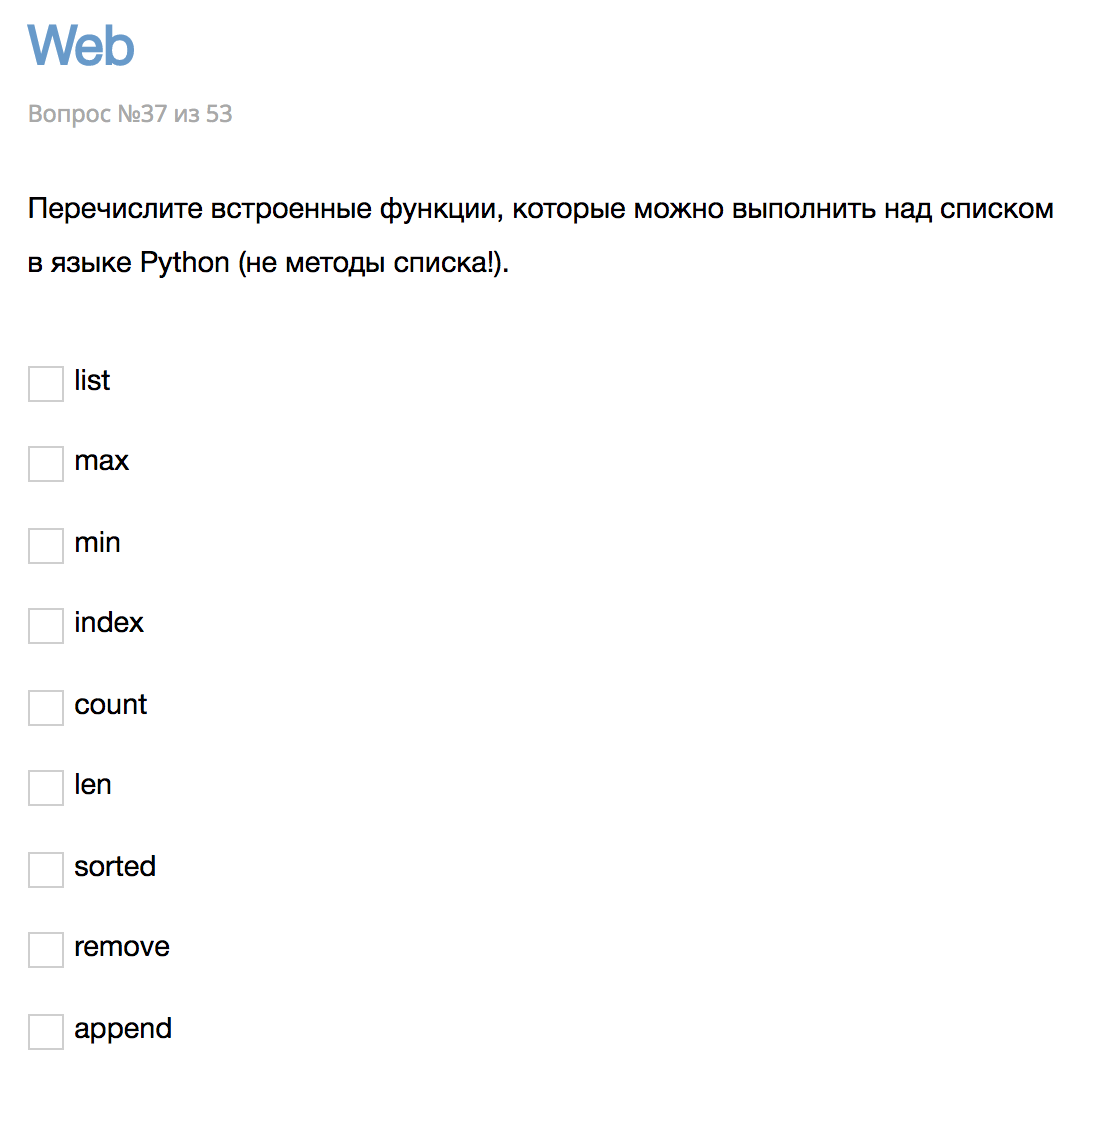 Web
Вопрос №37 из 53
Перечислите встроенные функции, которые можно выполнить над списком
в языке Python (не методы списка!).
list
max
min
index
count
len
sorted
remove
append